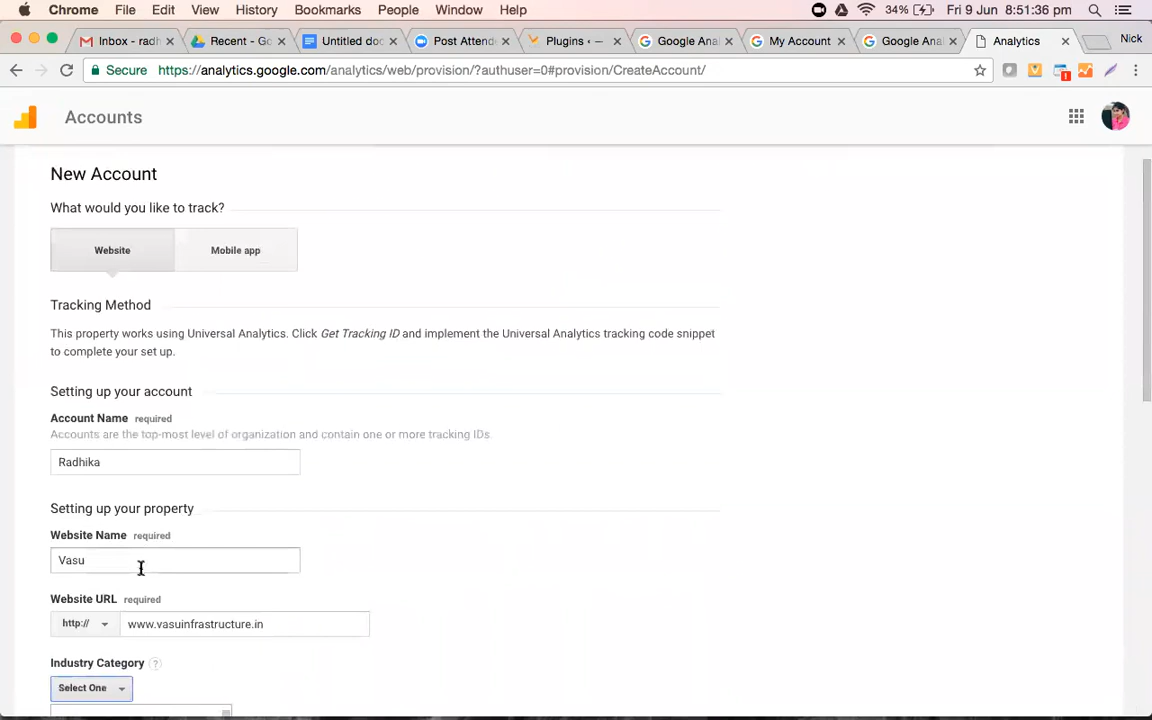 Chrome File Edit View History Bookmarks People Window Help 34% Fri 9 Jun 8:51:36 pm
Inbox - radh Recent - Go Untitled doc Post Attend Plugins ‹ — Google Anal My Account Google Anal Analytics Nick
Secure https://analytics.google.com/analytics/web/provision/?authuser=0#provision/CreateAccount/ 1
Accounts
New Account
What would you like to track?
Website Mobile app
Tracking Method
This property works using Universal Analytics. Click Get Tracking ID and implement the Universal Analytics tracking code snippet
to complete your set up.
Setting up your account
Account Name required
Accounts are the top-most level of organization and contain one or more tracking IDs.
Radhika
Setting up your property
Website Name required
Vasu
Website URL required
http:// www.vasuinfrastructure.in
Industry Category ?
Select One